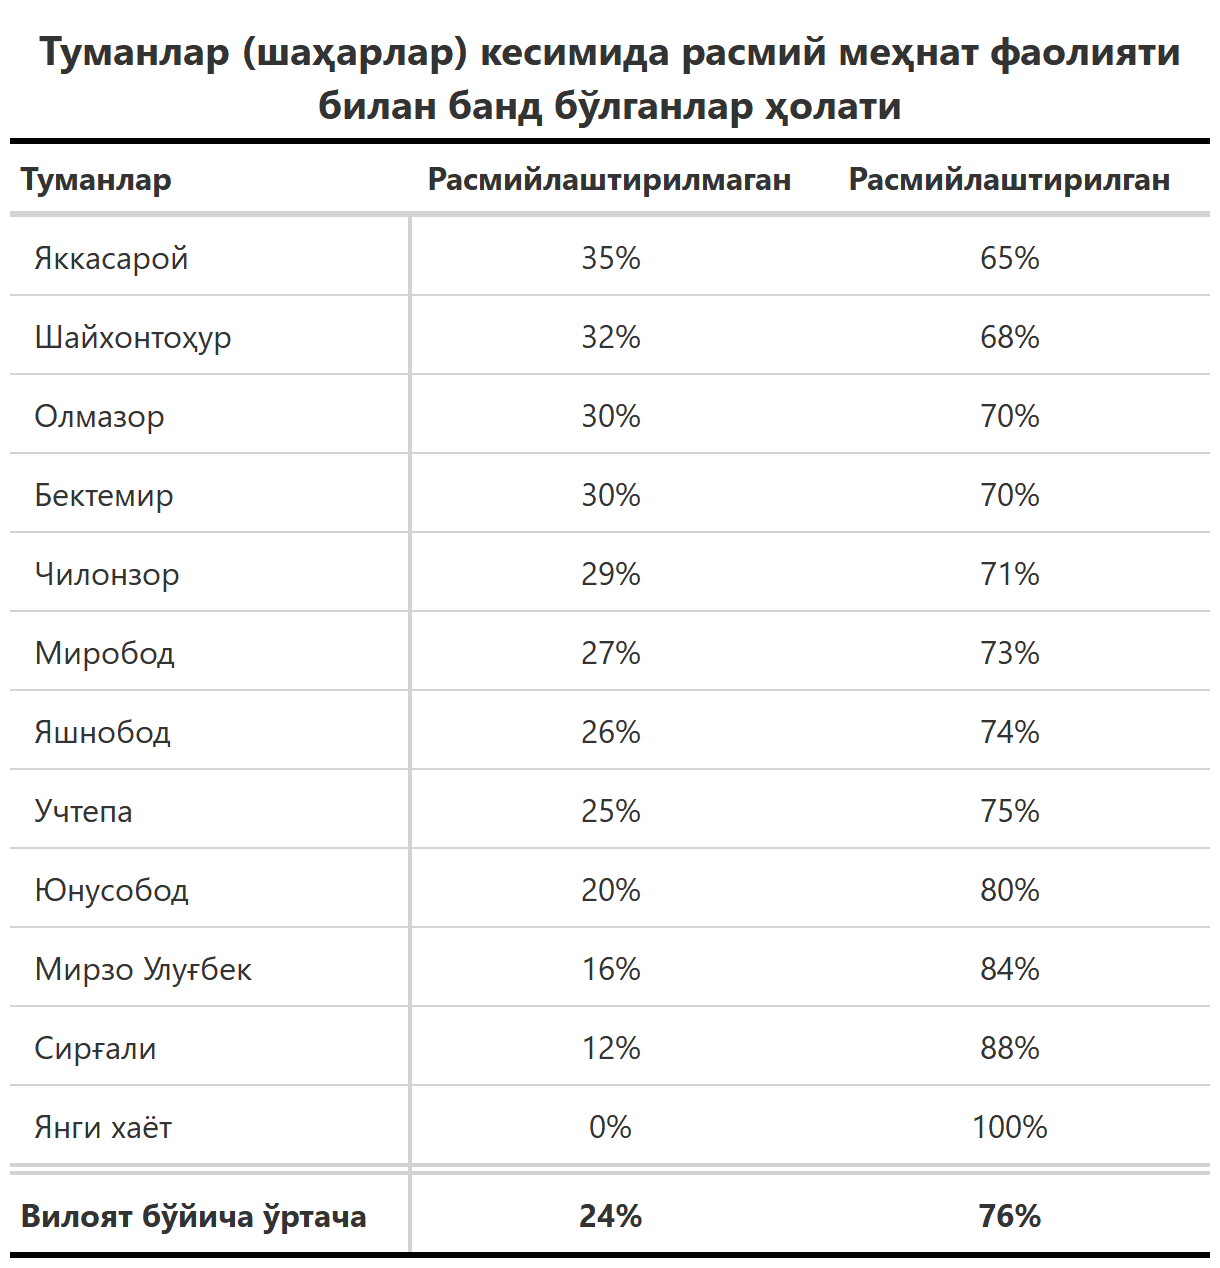 Туманлар (шаҳарлар) кесимида расмий меҳнат фаолияти
билан банд бўлганлар ҳолати
Туманлар Расмийлаштирилмаган Расмийлаштирилган
Яккасарой 35% 65%
Шайхонтоҳур 32% 68%
Олмазор 30% 70%
Бектемир 30% 70%
Чилонзор 29% 71%
Миробод 27% 73%
Яшнобод 26% 74%
Учтепа 25% 75%
Юнусобод 20% 80%
Мирзо Улуғбек 16% 84%
Сирғали 12% 88%
Янги хаёт 0% 100%
Вилоят бўйича ўртача 24% 76%